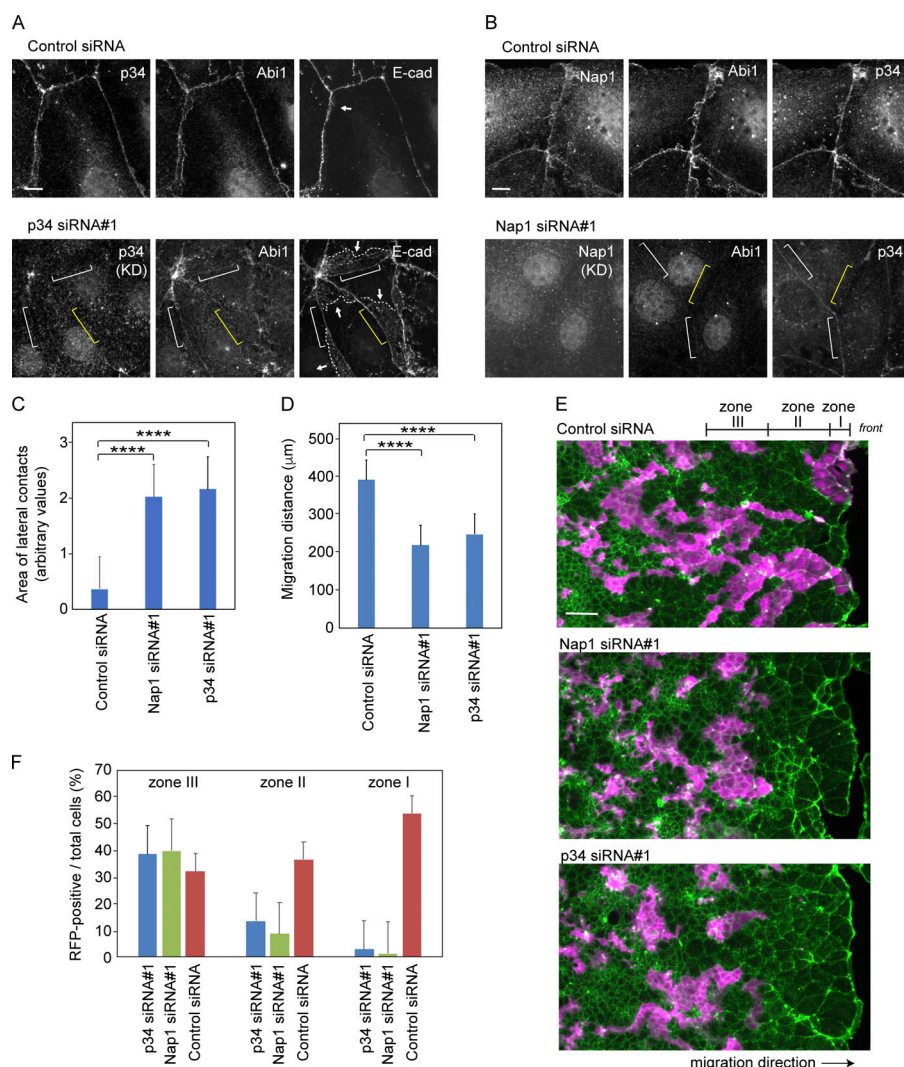 A
Control siRNA
p34
Abi1
E-cad
p34 siRNA#1
p34
(KD)
Abi1
E-cad
B
Control siRNA
Nap1
Abi1
p34
Nap1 siRNA#1
Nap1
(KD)
Abi1
p34
C
Area of lateral contacts
(arbitrary values)
3
2
1
0
****
****
Control siRNA
Nap1 siRNA#1
p34 siRNA#1
D
Migration distance (μm)
500
400
300
200
100
0
****
****
Control siRNA
Nap1 siRNA#1
p34 siRNA#1
E
Control siRNA
zone
III
zone
II
zone
I
front
Nap1 siRNA#1
p34 siRNA#1
migration direction
F
RFP-positive / total cells (%)
70
60
50
40
30
20
10
0
zone III
zone II
zone I
p34 siRNA#1
Nap1 siRNA#1
Control siRNA
p34 siRNA#1
Nap1 siRNA#1
Control siRNA
p34 siRNA#1
Nap1 siRNA#1
Control siRNA